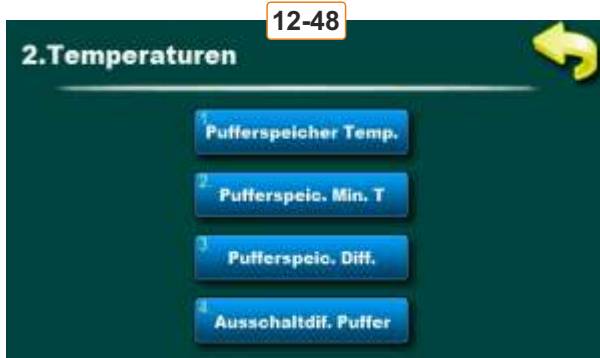 12-48
2.Temperaturen
1.
Pufferspeicher Temp.
2.
Pufferspeic. Min. T
3
Pufferspeic. Diff.
4
Ausschaltdif. Puffer